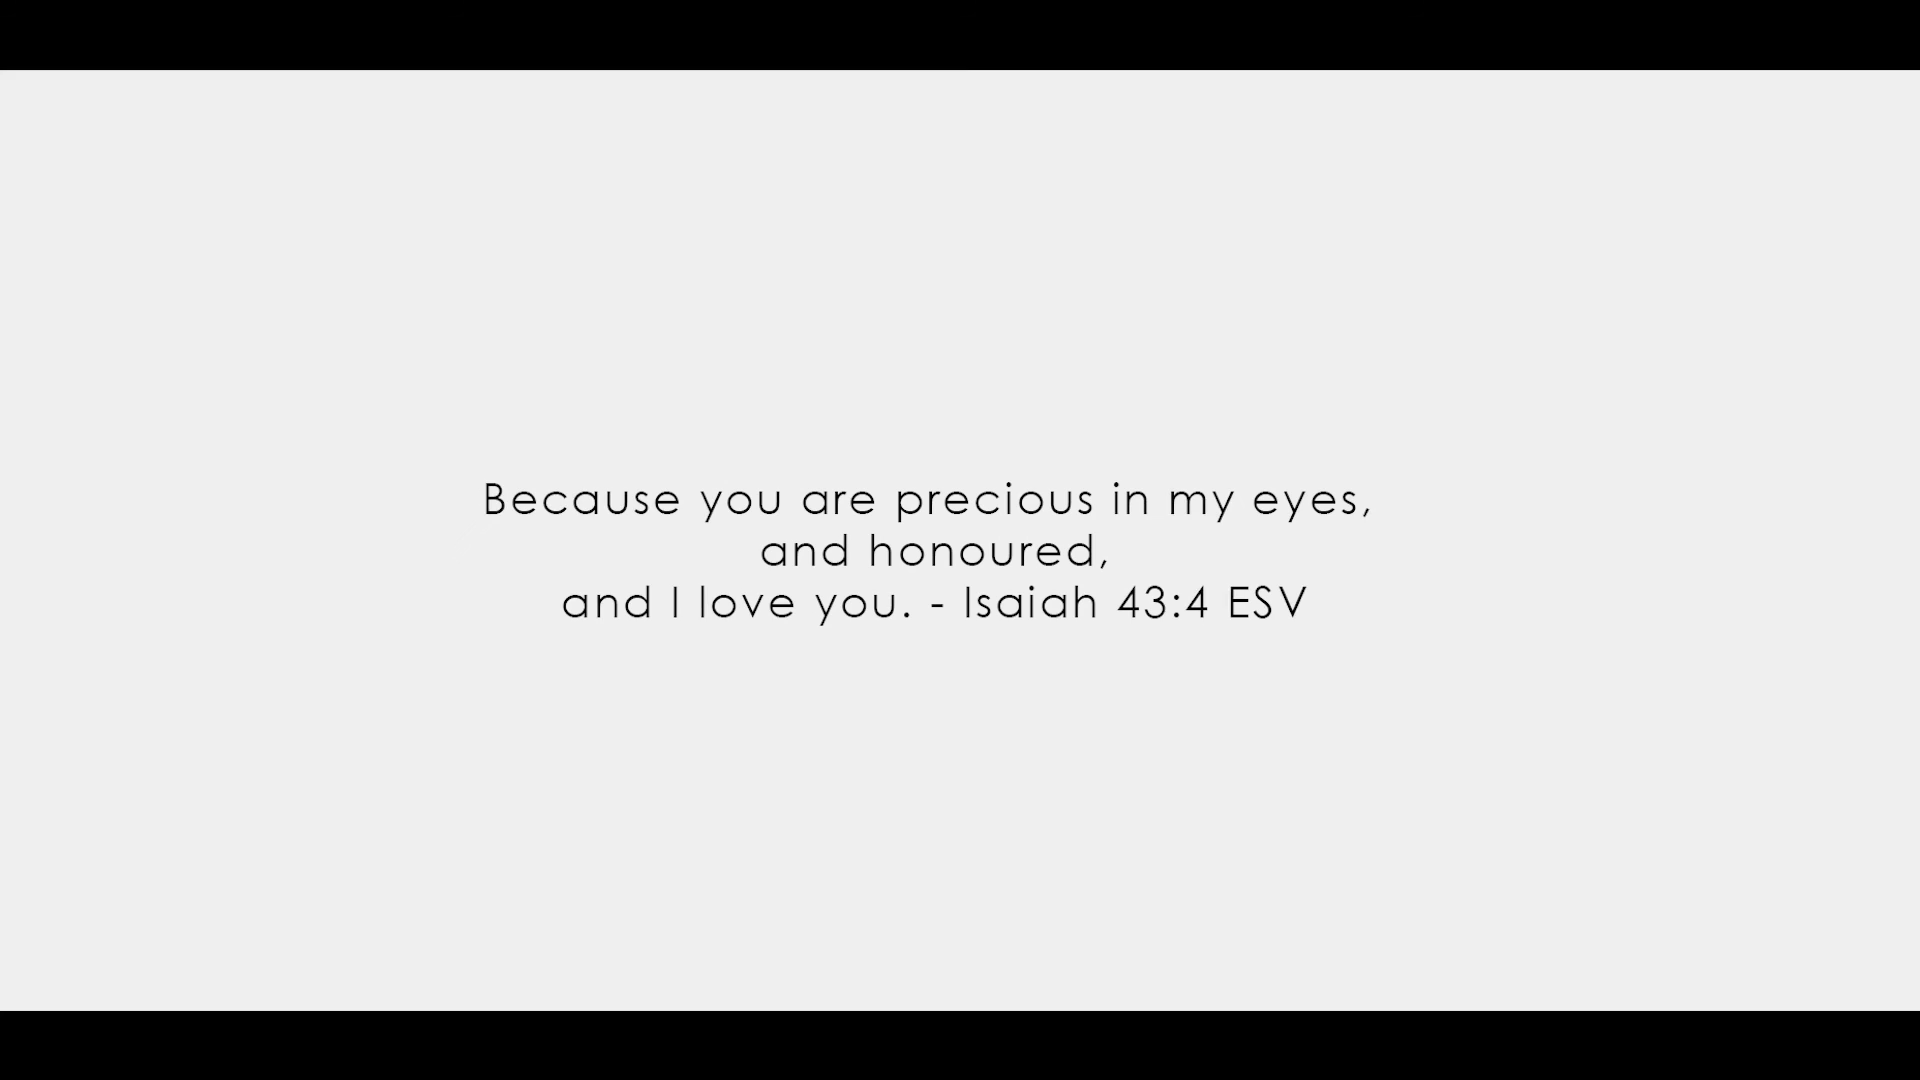 Because you are precious in my eyes,
and honoured,
and I love you. - Isaiah 43:4 ESV